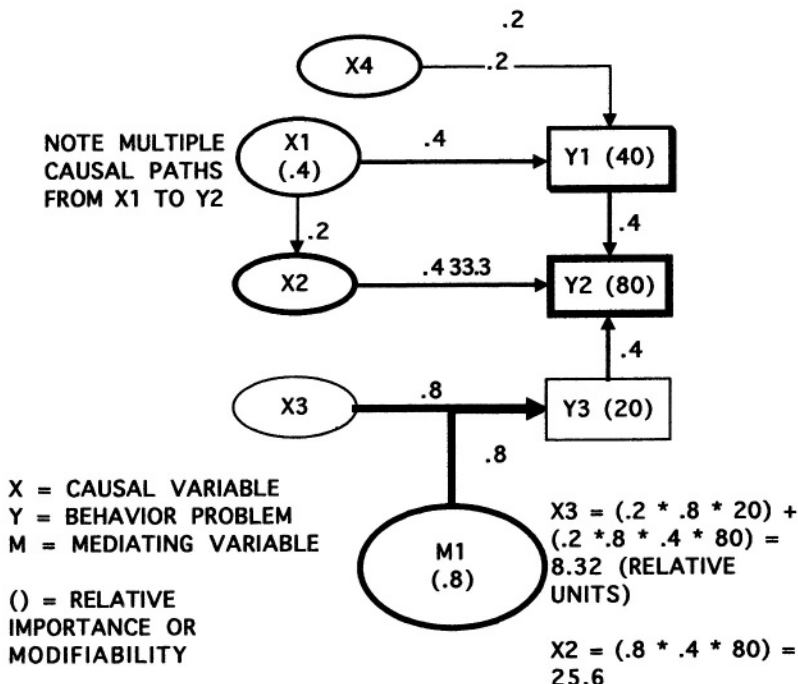 .2
X4
.2
NOTE MULTIPLE
CAUSAL PATHS
FROM X1 TO Y2
X1
(.4)
.4
Y1 (40)
.2
.4
X2
.4 33.3
Y2 (80)
.4
X3
.8
Y3 (20)
.8
X = CAUSAL VARIABLE
Y = BEHAVIOR PROBLEM
M = MEDIATING VARIABLE
() = RELATIVE
IMPORTANCE OR
MODIFIABILITY
M1
(.8)
X3 = (.2 * .8 * 20) +
(.2 *.8 * .4 * 80) =
8.32 (RELATIVE
UNITS)
X2 = (.8 * .4 * 80) =
25.6